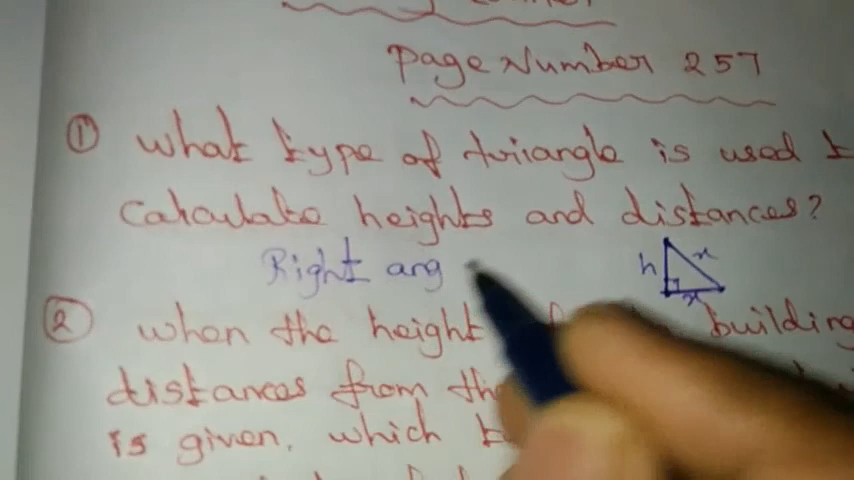 Page Number 257
① What type of triangle is used
calculate heights and distances?
Right ang
h x
x
② when the height building
distances from
is given. which